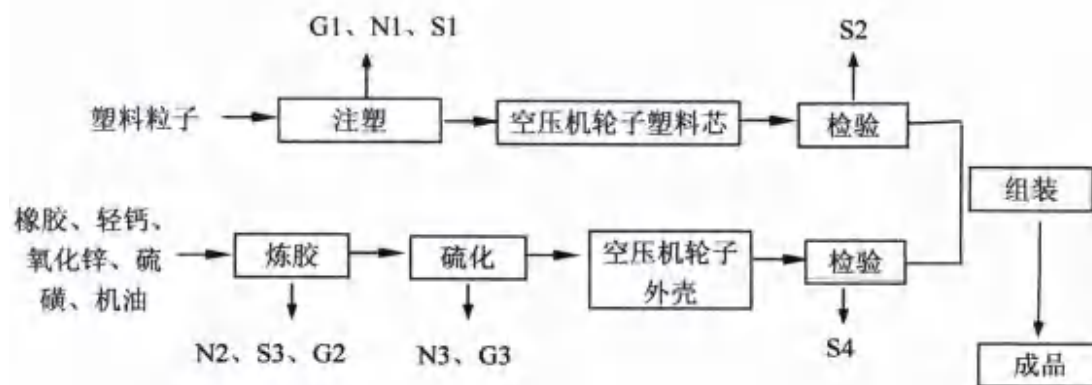 G1、N1、S1
S2
塑料粒子
注塑
空压机轮子塑料芯
检验
组装
橡胶、轻钙、
氧化锌、硫
磺、机油
炼胶
硫化
空压机轮子
外壳
检验
N2、S3、G2
N3、G3
S4
成品